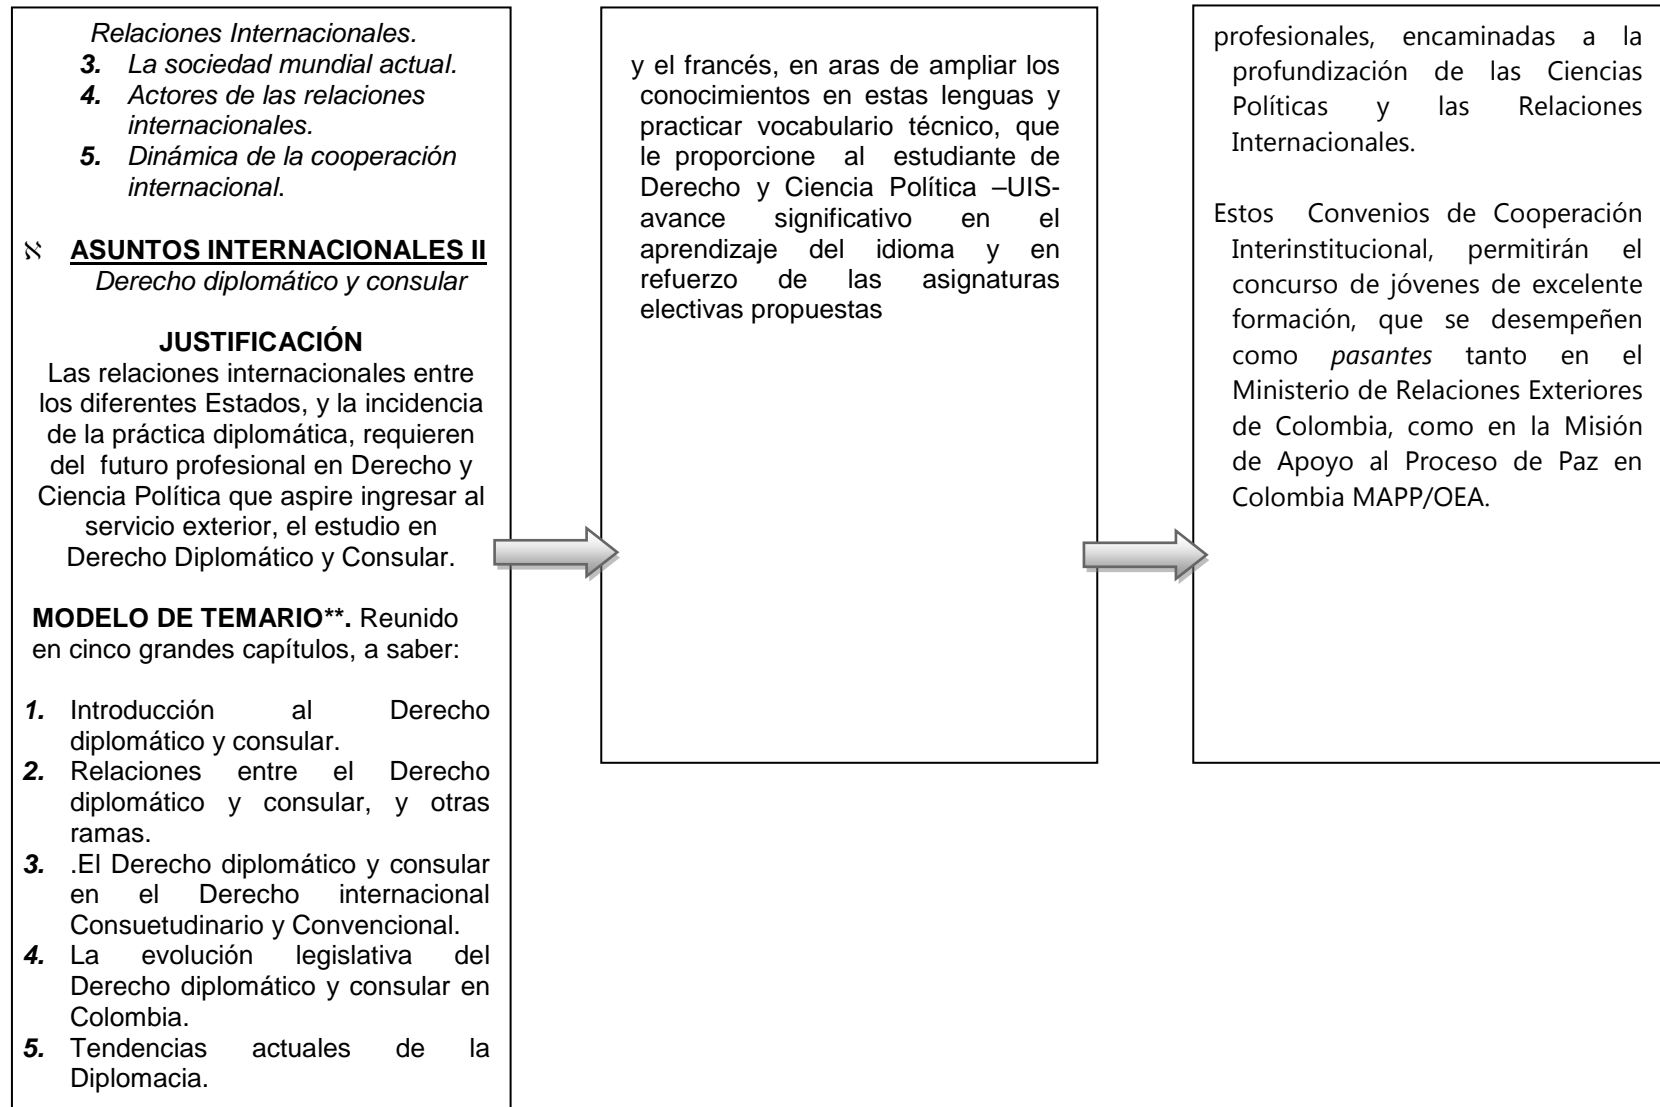 Relaciones Internacionales.
3. La sociedad mundial actual.
4. Actores de las relaciones
internacionales.
5. Dinámica de la cooperación
internacional.
ℵ ASUNTOS INTERNACIONALES II
Derecho diplomático y consular
JUSTIFICACIÓN
Las relaciones internacionales entre
los diferentes Estados, y la incidencia
de la práctica diplomática, requieren
del futuro profesional en Derecho y
Ciencia Política que aspire ingresar al
servicio exterior, el estudio en
Derecho Diplomático y Consular.
MODELO DE TEMARIO**. Reunido
en cinco grandes capítulos, a saber:
1. Introducción al Derecho
diplomático y consular.
2. Relaciones entre el Derecho
diplomático y consular, y otras
ramas.
3. .El Derecho diplomático y consular
en el Derecho internacional
Consuetudinario y Convencional.
4. La evolución legislativa del
Derecho diplomático y consular en
Colombia.
5. Tendencias actuales de la
Diplomacia.
y el francés, en aras de ampliar los
conocimientos en estas lenguas y
practicar vocabulario técnico, que
le proporcione al estudiante de
Derecho y Ciencia Política –UIS-
avance significativo en el
aprendizaje del idioma y en
refuerzo de las asignaturas
electivas propuestas
profesionales, encaminadas a la
profundización de las Ciencias
Políticas y las Relaciones
Internacionales.
Estos Convenios de Cooperación
Interinstitucional, permitirán el
concurso de jóvenes de excelente
formación, que se desempeñen
como pasantes tanto en el
Ministerio de Relaciones Exteriores
de Colombia, como en la Misión
de Apoyo al Proceso de Paz en
Colombia MAPP/OEA.